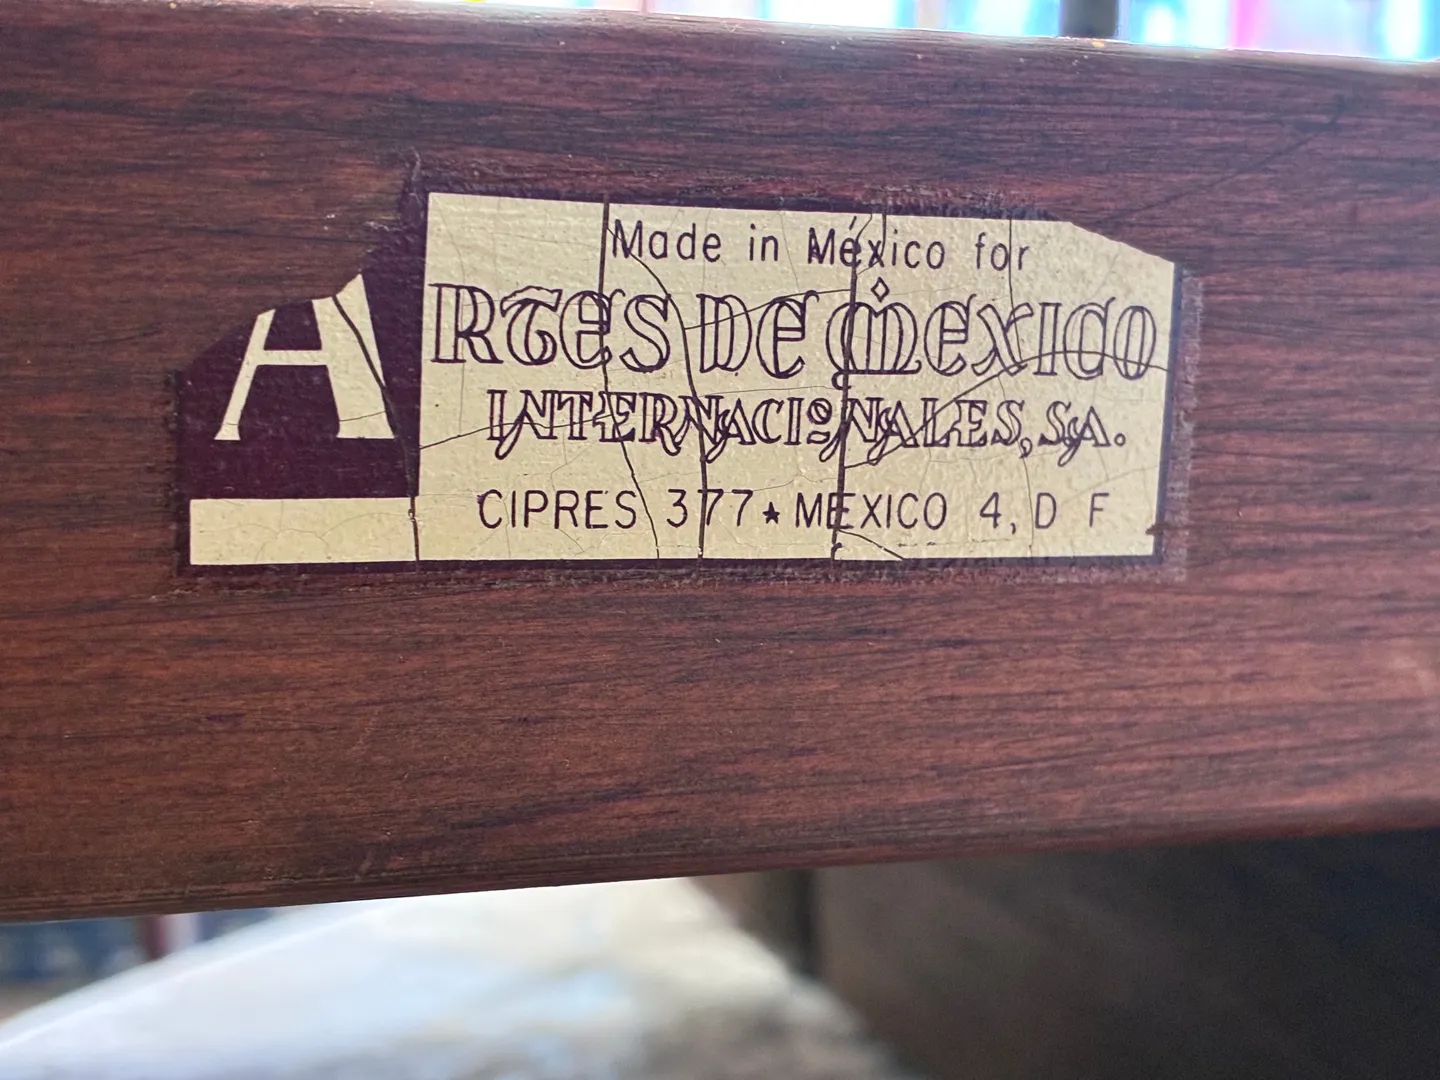 Made in México for
ARTES DE MEXICO
INTERNACIONALES, S.A.
CIPRES 377★MEXICO 4, D F